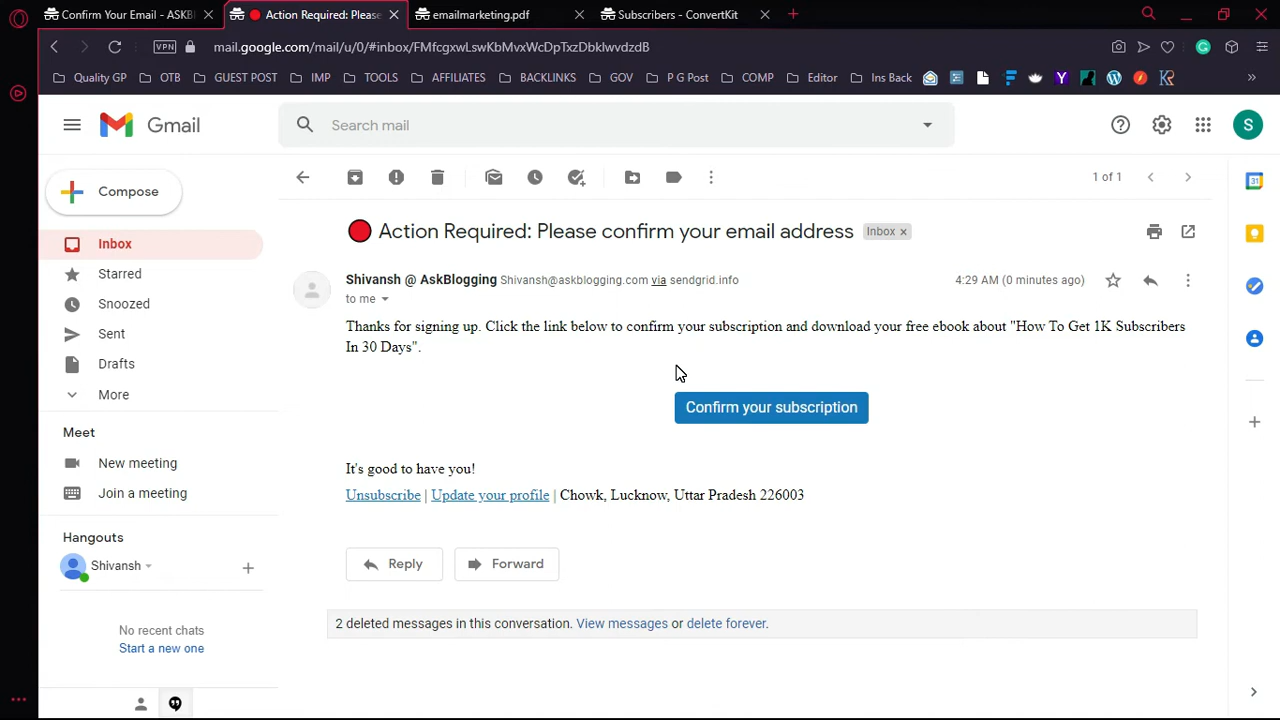 Confirm Your Email - ASKBl
Action Required: Please
emailmarketing.pdf
Subscribers - ConvertKit
VPN
mail.google.com/mail/u/0/#inbox/FMfcgxwLswKbMvxWcDpTxzDbklwvdzdB
Quality GP
OTB
GUEST POST
IMP
TOOLS
AFFILIATES
BACKLINKS
GOV
P G Post
COMP
Editor
Ins Back
Gmail
Search mail
S
Compose
1 of 1
Action Required: Please confirm your email address
Inbox x
Inbox
Starred
Snoozed
Sent
Drafts
More
Shivansh @ AskBlogging Shivansh@askblogging.com via sendgrid.info
4:29 AM (0 minutes ago)
to me
Thanks for signing up. Click the link below to confirm your subscription and download your free ebook about "How To Get 1K Subscribers
In 30 Days".
Confirm your subscription
It's good to have you!
Unsubscribe | Update your profile | Chowk, Lucknow, Uttar Pradesh 226003
Meet
New meeting
Join a meeting
Hangouts
Shivansh
No recent chats
Start a new one
Reply
Forward
2 deleted messages in this conversation. View messages or delete forever.